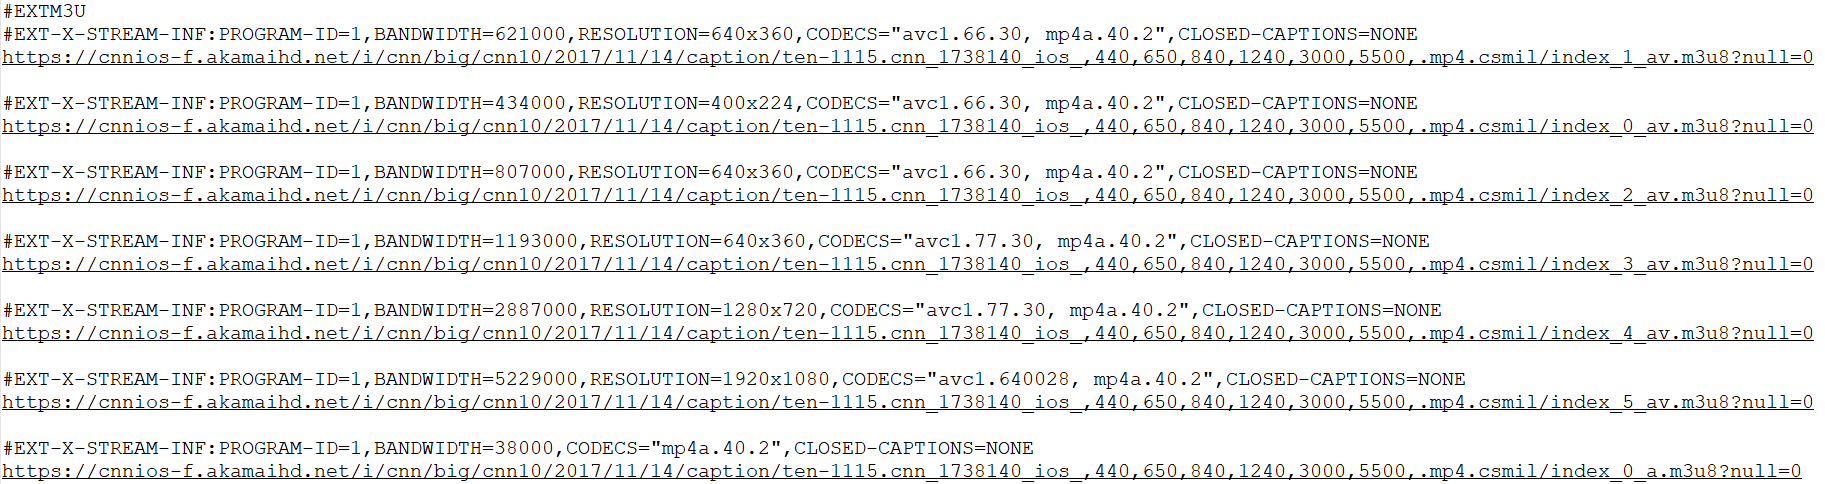 #EXTM3U
#EXT-X-STREAM-INF:PROGRAM-ID=1,BANDWIDTH=621000,RESOLUTION=640x360,CODECS="avc1.66.30, mp4a.40.2",CLOSED-CAPTIONS=NONE
https://cnnios-f.akamaihd.net/i/cnn/big/cnn10/2017/11/14/caption/ten-1115.cnn_1738140_ios_,440,650,840,1240,3000,5500,.mp4.csmil/index_1_av.m3u8?null=0
#EXT-X-STREAM-INF:PROGRAM-ID=1,BANDWIDTH=434000,RESOLUTION=400x224,CODECS="avc1.66.30, mp4a.40.2",CLOSED-CAPTIONS=NONE
https://cnnios-f.akamaihd.net/i/cnn/big/cnn10/2017/11/14/caption/ten-1115.cnn_1738140_ios_,440,650,840,1240,3000,5500,.mp4.csmil/index_0_av.m3u8?null=0
#EXT-X-STREAM-INF:PROGRAM-ID=1,BANDWIDTH=807000,RESOLUTION=640x360,CODECS="avc1.66.30, mp4a.40.2",CLOSED-CAPTIONS=NONE
https://cnnios-f.akamaihd.net/i/cnn/big/cnn10/2017/11/14/caption/ten-1115.cnn_1738140_ios_,440,650,840,1240,3000,5500,.mp4.csmil/index_2_av.m3u8?null=0
#EXT-X-STREAM-INF:PROGRAM-ID=1,BANDWIDTH=1193000,RESOLUTION=640x360,CODECS="avc1.77.30, mp4a.40.2",CLOSED-CAPTIONS=NONE
https://cnnios-f.akamaihd.net/i/cnn/big/cnn10/2017/11/14/caption/ten-1115.cnn_1738140_ios_,440,650,840,1240,3000,5500,.mp4.csmil/index_3_av.m3u8?null=0
#EXT-X-STREAM-INF:PROGRAM-ID=1,BANDWIDTH=2887000,RESOLUTION=1280x720,CODECS="avc1.77.30, mp4a.40.2",CLOSED-CAPTIONS=NONE
https://cnnios-f.akamaihd.net/i/cnn/big/cnn10/2017/11/14/caption/ten-1115.cnn_1738140_ios_,440,650,840,1240,3000,5500,.mp4.csmil/index_4_av.m3u8?null=0
#EXT-X-STREAM-INF:PROGRAM-ID=1,BANDWIDTH=5229000,RESOLUTION=1920x1080,CODECS="avc1.640028, mp4a.40.2",CLOSED-CAPTIONS=NONE
https://cnnios-f.akamaihd.net/i/cnn/big/cnn10/2017/11/14/caption/ten-1115.cnn_1738140_ios_,440,650,840,1240,3000,5500,.mp4.csmil/index_5_av.m3u8?null=0
#EXT-X-STREAM-INF:PROGRAM-ID=1,BANDWIDTH=38000,CODECS="mp4a.40.2",CLOSED-CAPTIONS=NONE
https://cnnios-f.akamaihd.net/i/cnn/big/cnn10/2017/11/14/caption/ten-1115.cnn_1738140_ios_,440,650,840,1240,3000,5500,.mp4.csmil/index_0_a.m3u8?null=0